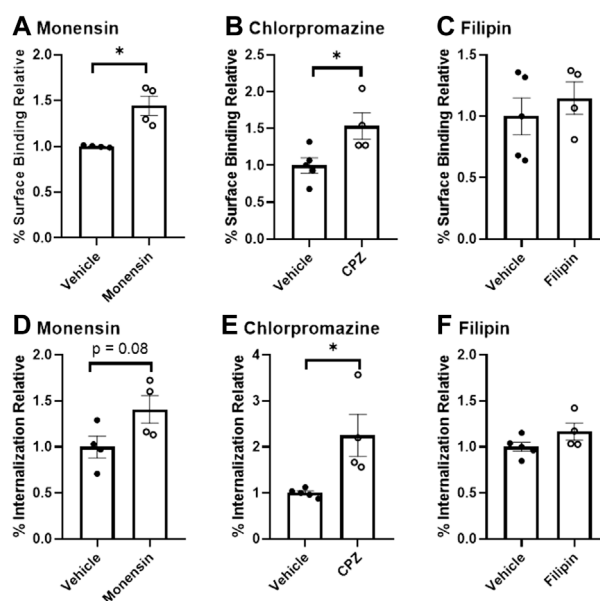 A Monensin
% Surface Binding Relative
2.0
1.5
1.0
0.5
0.0
*
Vehicle
Monensin
B Chlorpromazine
% Surface Binding Relative
2.5
2.0
1.5
1.0
0.5
0.0
*
Vehicle
CPZ
C Filipin
% Surface Binding Relative
1.5
1.0
0.5
0.0
Vehicle
Filipin
D Monensin
% Internalization Relative
2.0
1.5
1.0
0.5
0.0
p = 0.08
Vehicle
Monensin
E Chlorpromazine
% Internalization Relative
4
3
2
1
0
*
Vehicle
CPZ
F Filipin
% Internalization Relative
2.0
1.5
1.0
0.5
0.0
Vehicle
Filipin